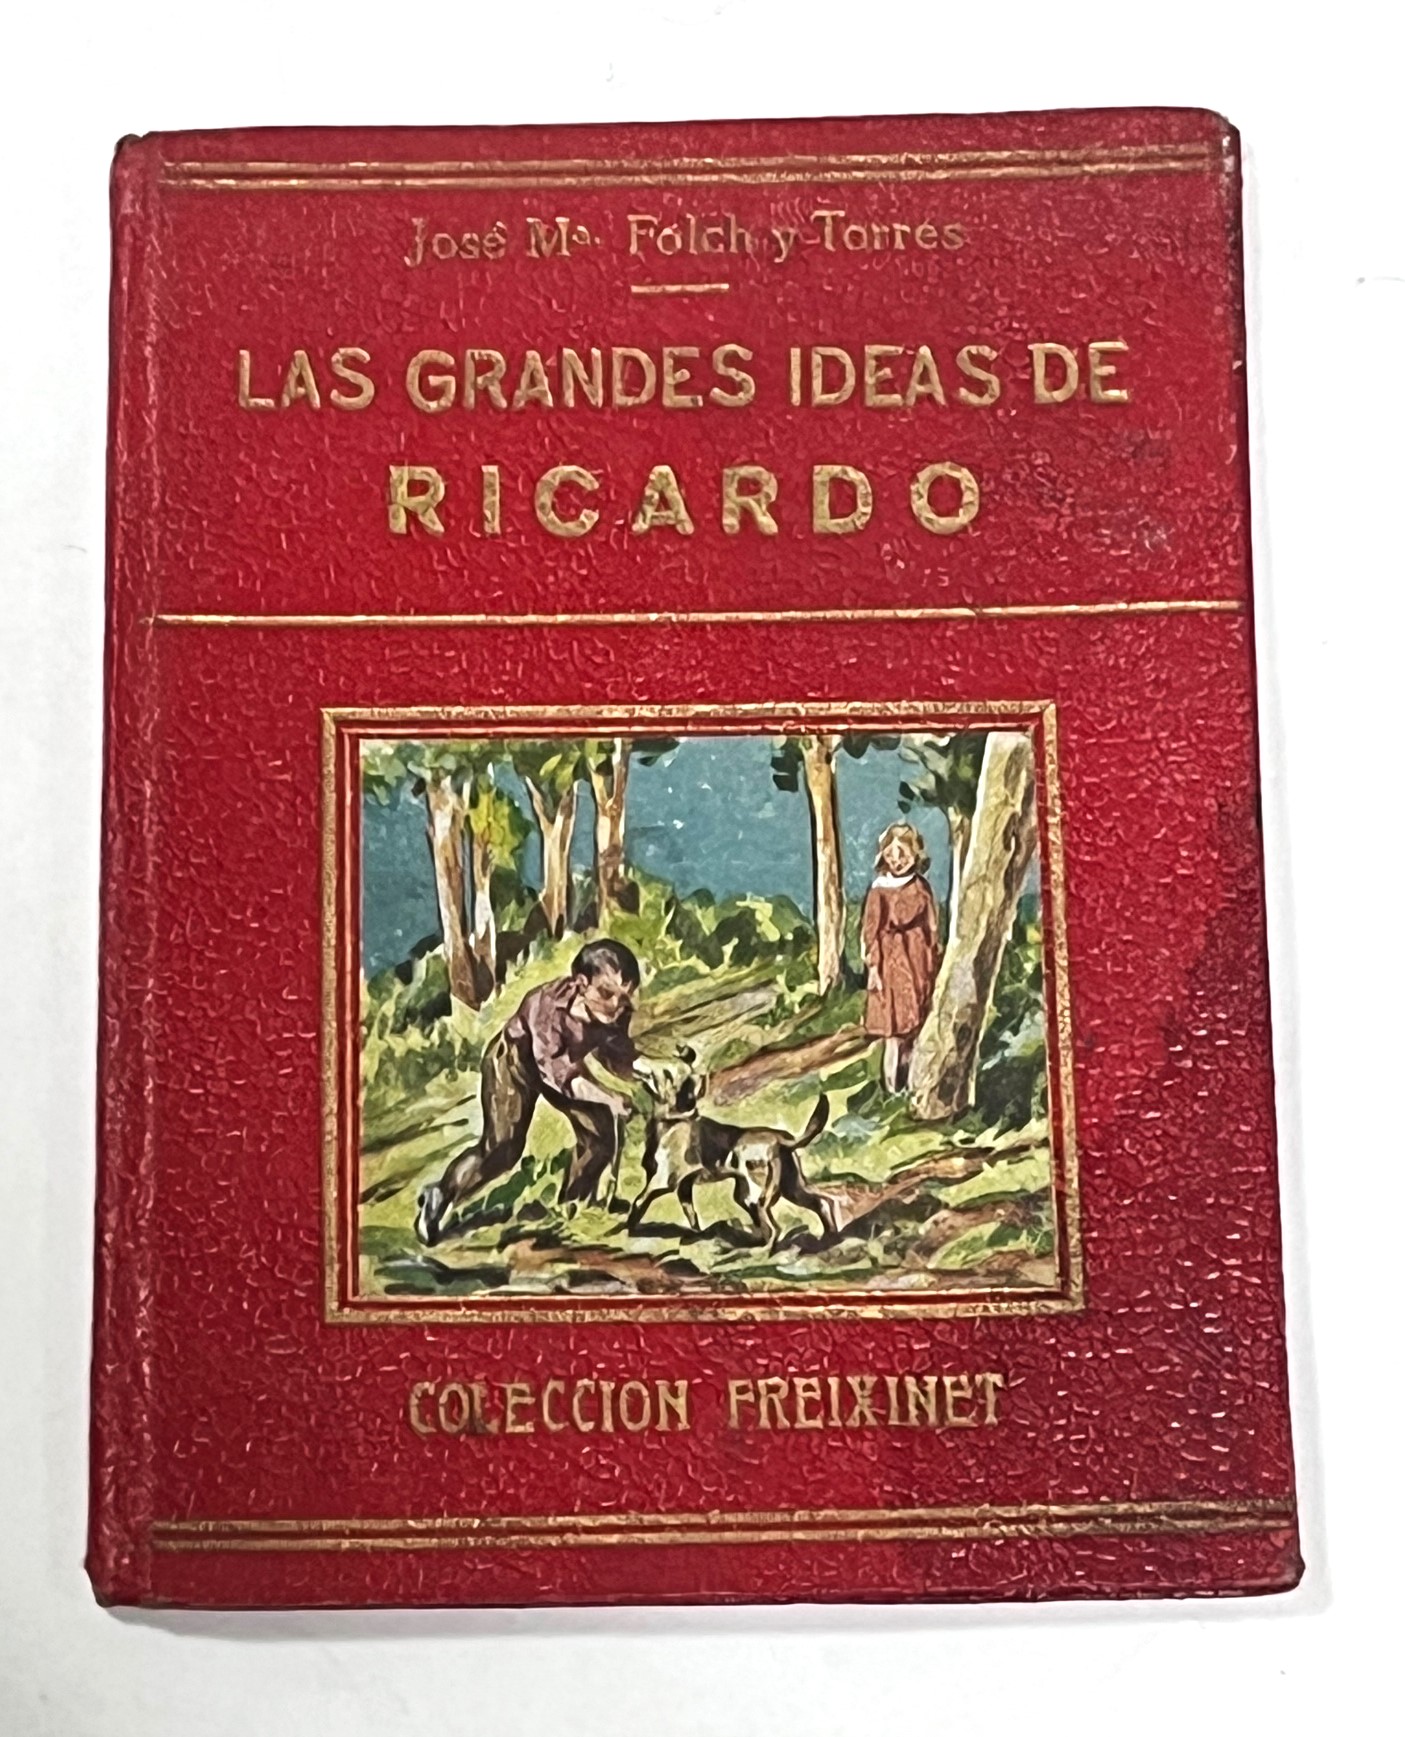 José Mª. Folch y Torres
LAS GRANDES IDEAS DE
RICARDO
COLECCION FREIXINET